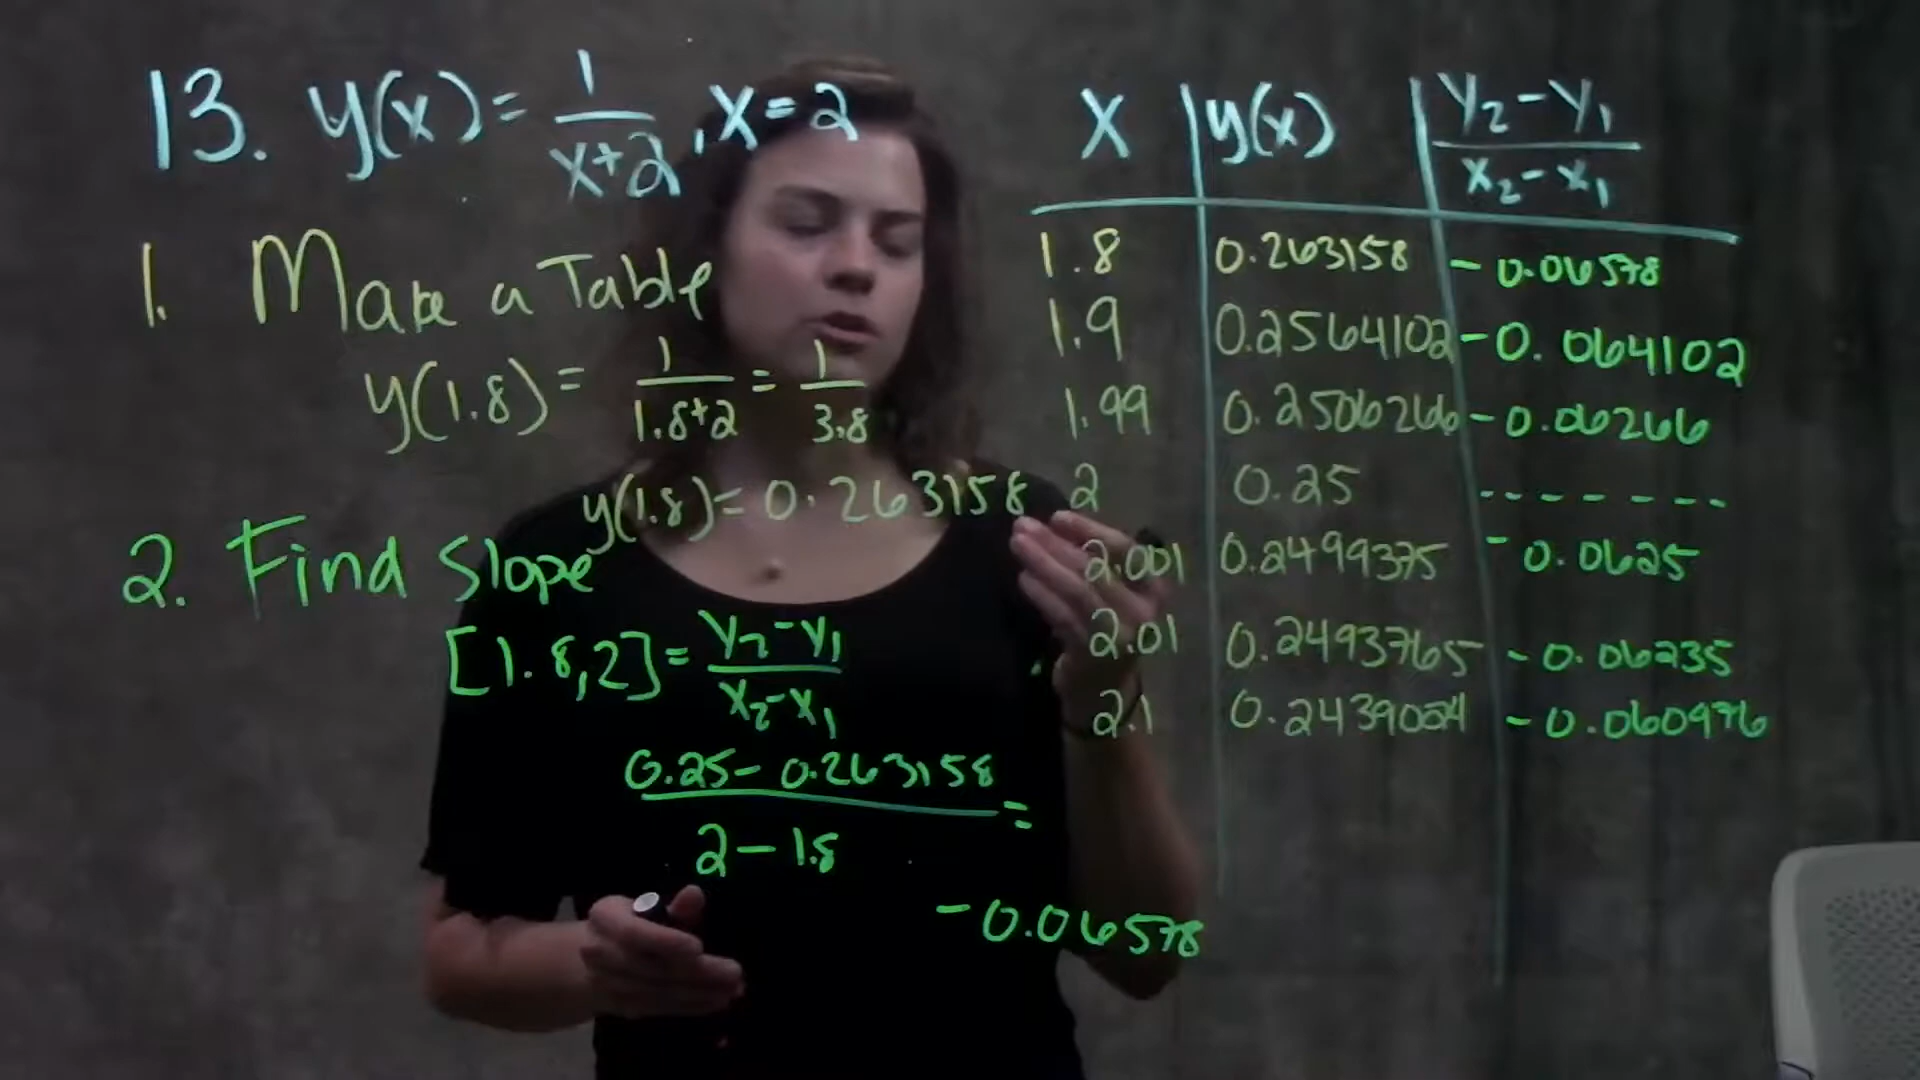 13. y(x) = 1/(x+2), x = 2
1. Make a Table
y(1.8) = 1/(1.8+2) = 1/3.8
y(1.8) = 0.263158
2. Find Slope
[1.8,2] = (y₂-y₁)/(x₂-x₁)
(0.25 - 0.263158)/(2 - 1.8) =
-0.06578
x | y(x) | (y₂-y₁)/(x₂-x₁)
1.8 | 0.263158 | -0.06578
1.9 | 0.2564102 | -0.064102
1.99 | 0.2506266 | -0.06266
2 | 0.25 | -------
2.001 | 0.2499375 | -0.0625
2.01 | 0.2493765 | -0.06235
2.1 | 0.2439024 | -0.060976